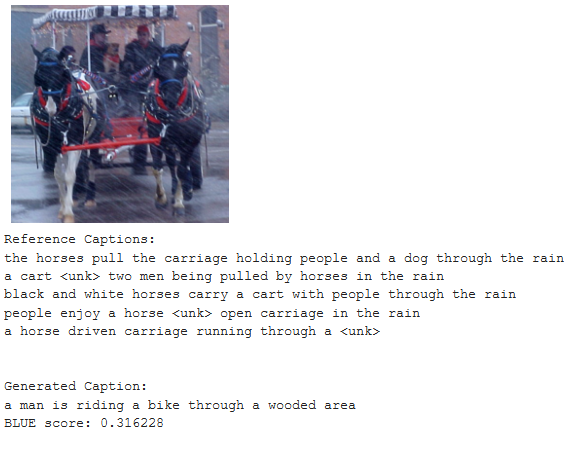 Reference Captions:
the horses pull the carriage holding people and a dog through the rain
a cart <unk> two men being pulled by horses in the rain
black and white horses carry a cart with people through the rain
people enjoy a horse <unk> open carriage in the rain
a horse driven carriage running through a <unk>
Generated Caption:
a man is riding a bike through a wooded area
BLUE score: 0.316228